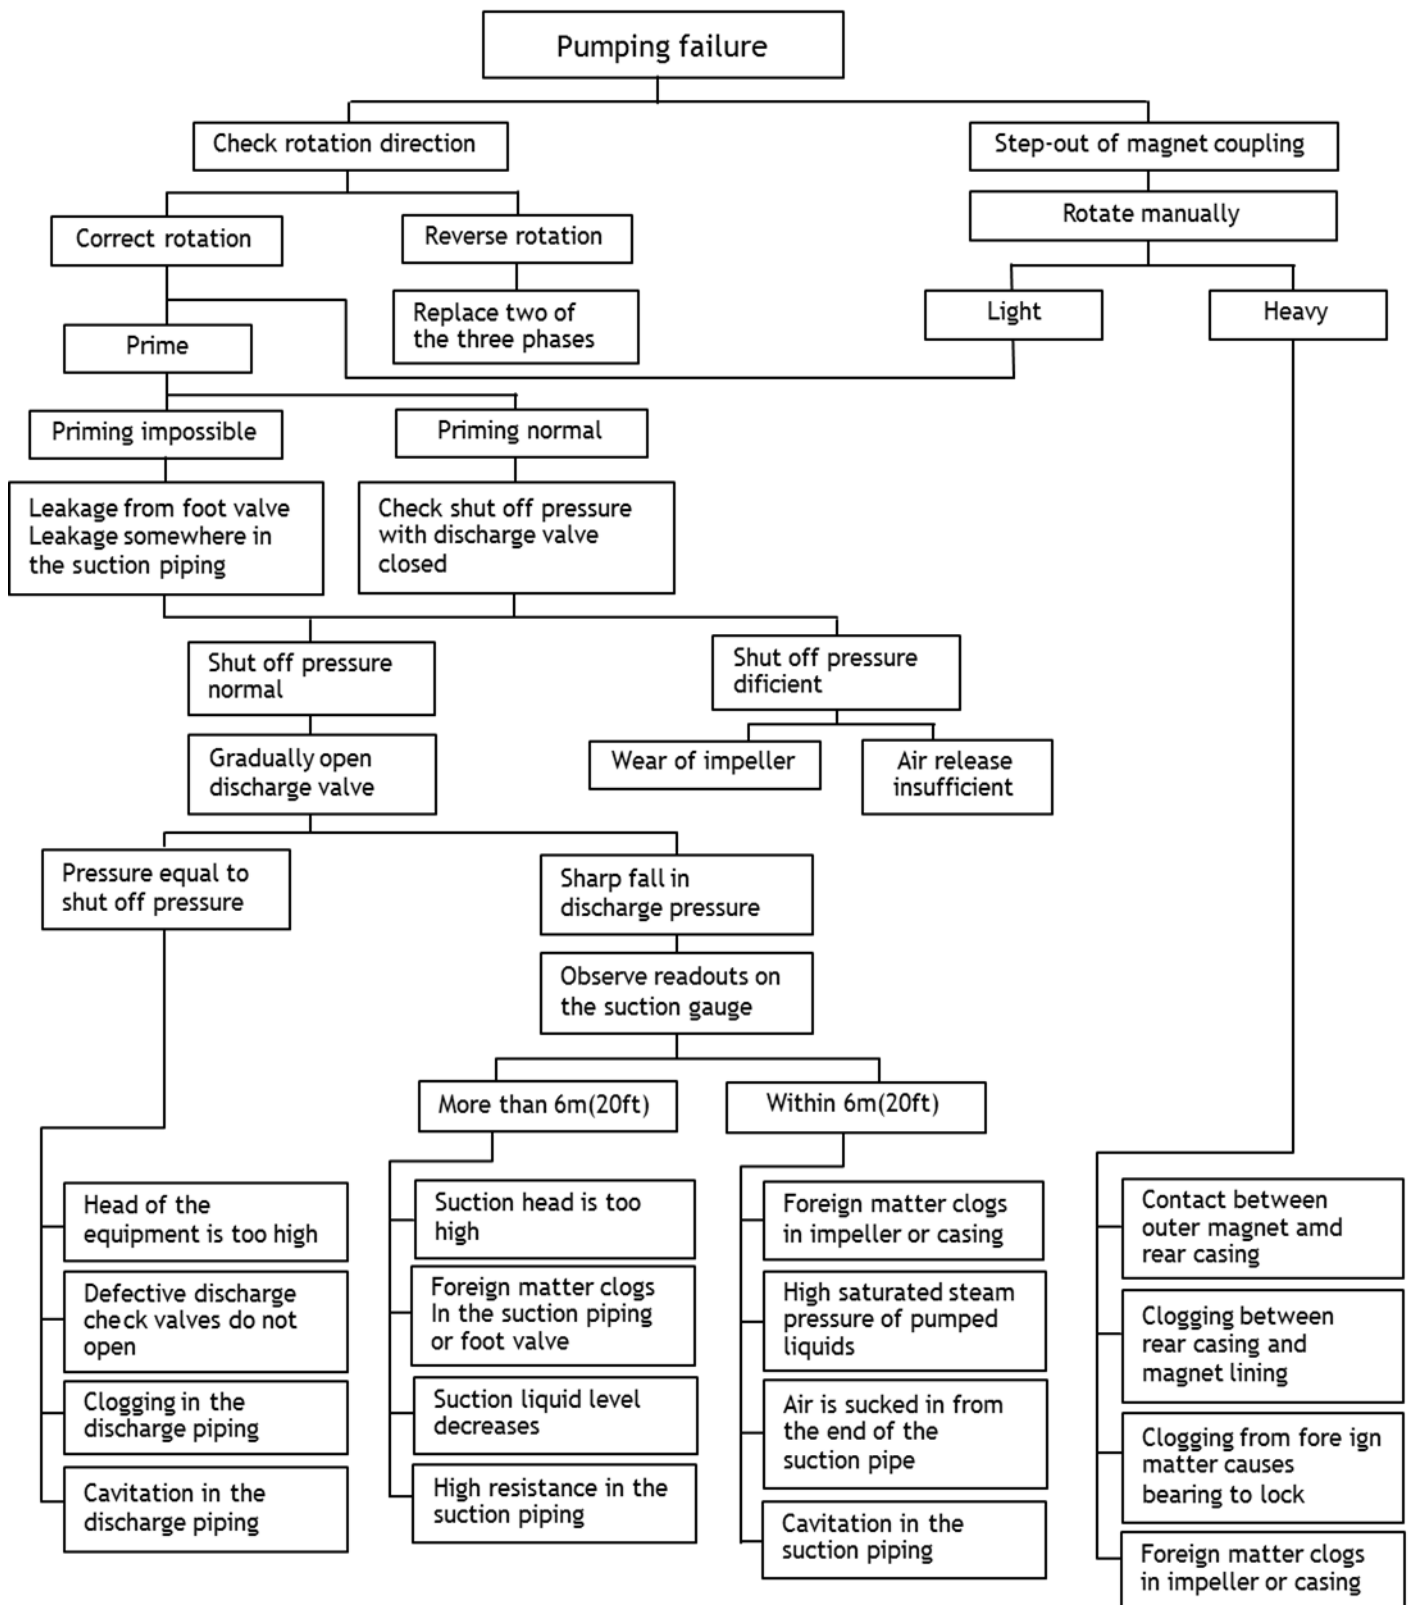 Pumping failure
Check rotation direction
Step-out of magnet coupling
Rotate manually
Correct rotation
Reverse rotation
Replace two of
the three phases
Light
Heavy
Prime
Priming impossible
Priming normal
Leakage from foot valve
Leakage somewhere in
the suction piping
Check shut off pressure
with discharge valve
closed
Shut off pressure
normal
Shut off pressure
dificient
Gradually open
discharge valve
Wear of impeller
Air release
insufficient
Pressure equal to
shut off pressure
Sharp fall in
discharge pressure
Observe readouts on
the suction gauge
More than 6m(20ft)
Within 6m(20ft)
Head of the
equipment is too high
Defective discharge
check valves do not
open
Clogging in the
discharge piping
Cavitation in the
discharge piping
Suction head is too
high
Foreign matter clogs
In the suction piping
or foot valve
Suction liquid level
decreases
High resistance in the
suction piping
Foreign matter clogs
in impeller or casing
High saturated steam
pressure of pumped
liquids
Air is sucked in from
the end of the
suction pipe
Cavitation in the
suction piping
Contact between
outer magnet amd
rear casing
Clogging between
rear casing and
magnet lining
Clogging from fore ign
matter causes
bearing to lock
Foreign matter clogs
in impeller or casing